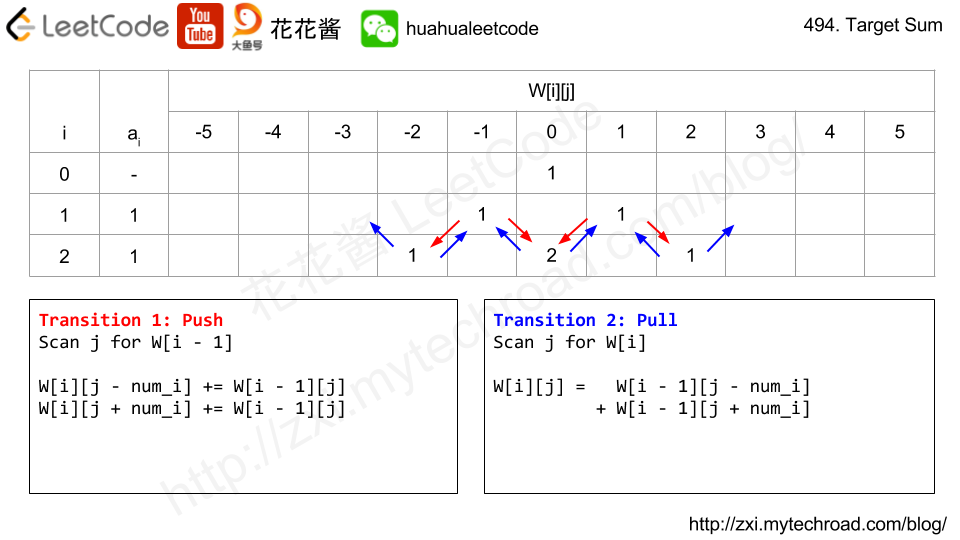 LeetCode You Tube 大鱼号 花花酱 huahualeetcode 494. Target Sum
W[i][j]
i ai -5 -4 -3 -2 -1 0 1 2 3 4 5
0 - 1
1 1 1 1
2 1 1 2 1
Transition 1: Push
Scan j for W[i - 1]
W[i][j - num_i] += W[i - 1][j]
W[i][j + num_i] += W[i - 1][j]
Transition 2: Pull
Scan j for W[i]
W[i][j] = W[i - 1][j - num_i]
+ W[i - 1][j + num_i]
花花酱 LeetCode
http://zxi.mytechroad.com/blog/
http://zxi.mytechroad.com/blog/